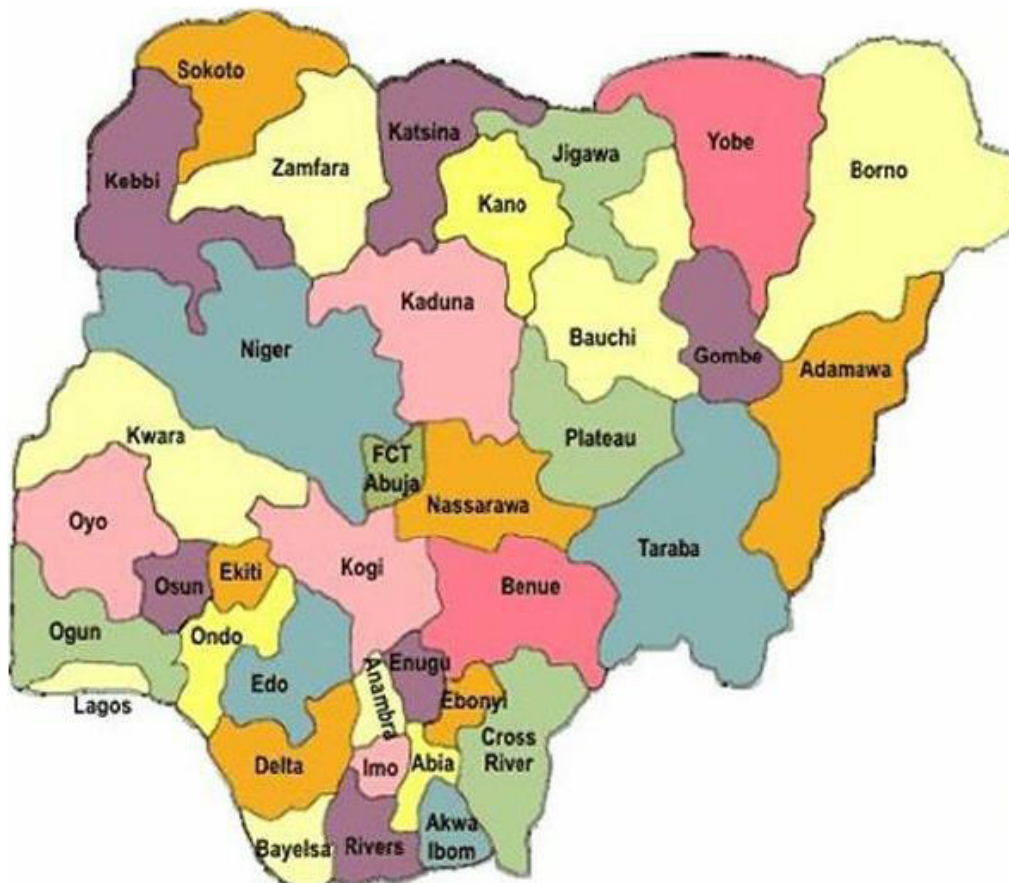 Sokoto
Katsina
Jigawa
Yobe
Borno
Kebbi
Zamfara
Kano
Kaduna
Bauchi
Gombe
Adamawa
Niger
Kwara
FCT
Abuja
Plateau
Nassarawa
Oyo
Taraba
Osun
Ekiti
Kogi
Benue
Ogun
Ondo
Edo
Anambra
Enugu
Ebonyi
Lagos
Cross
River
Delta
Imo
Abia
Bayelsa
Rivers
Akwa
Ibom